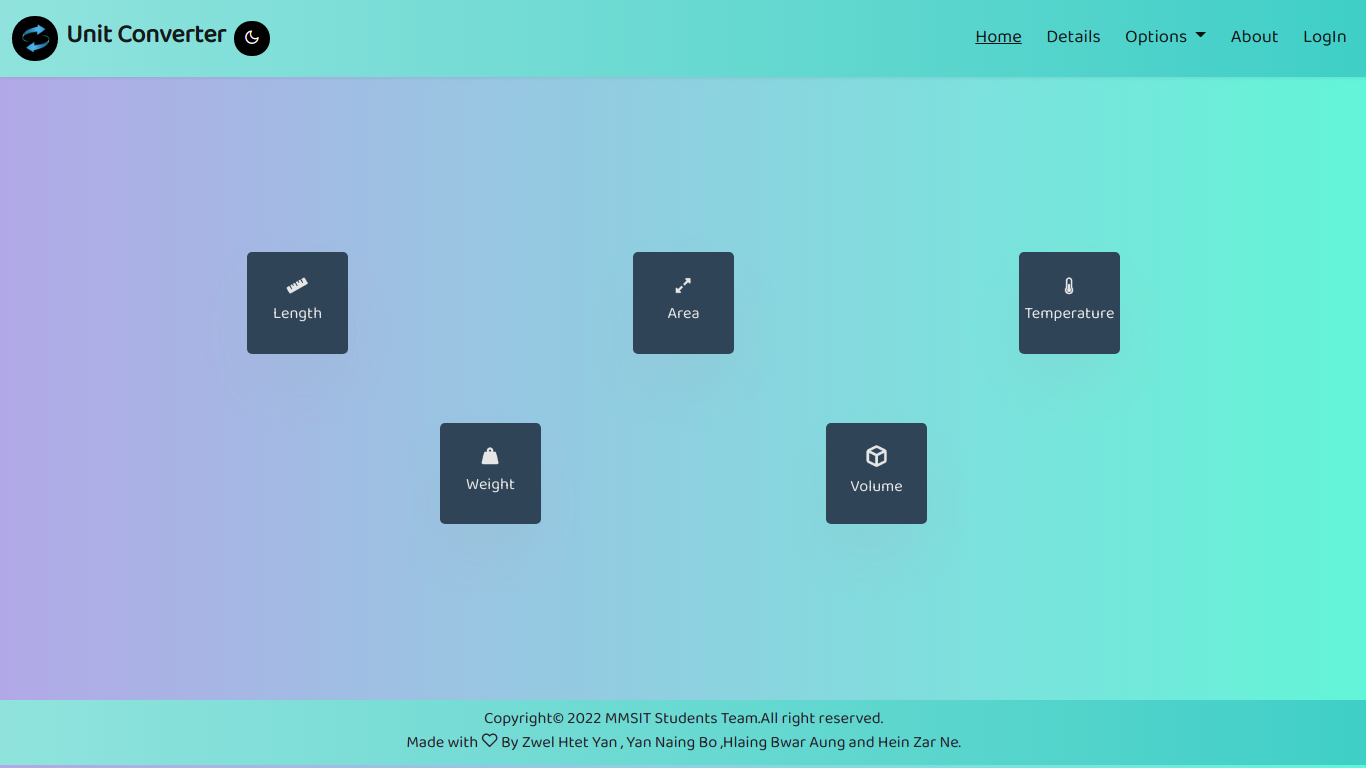 Unit Converter
Home Details Options About LogIn
Length
Area
Temperature
Weight
Volume
Copyright© 2022 MMSIT Students Team.All right reserved.
Made with ♡ By Zwel Htet Yan , Yan Naing Bo ,Hlaing Bwar Aung and Hein Zar Ne.